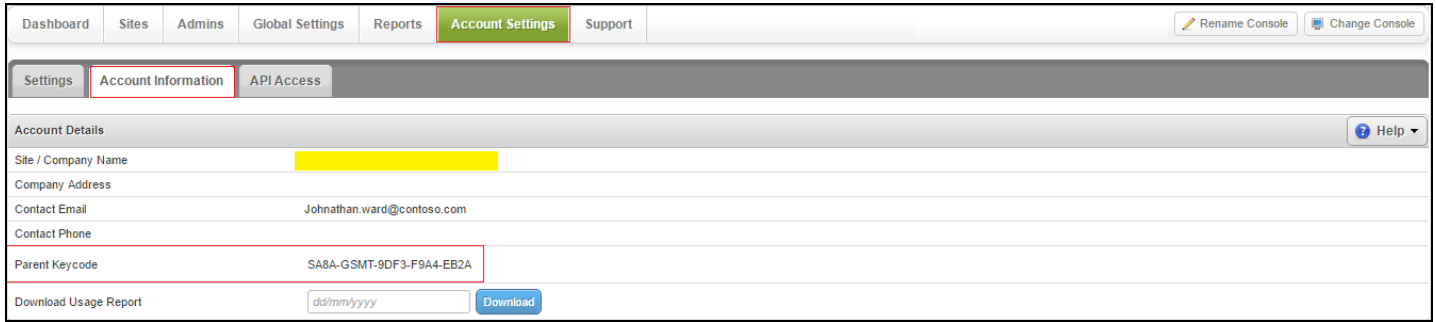 Dashboard Sites Admins Global Settings Reports Account Settings Support Rename Console Change Console
Settings Account Information API Access
Account Details Help
Site / Company Name
Company Address
Contact Email Johnathan.ward@contoso.com
Contact Phone
Parent Keycode SA8A-GSMT-9DF3-F9A4-EB2A
Download Usage Report dd/mm/yyyy Download